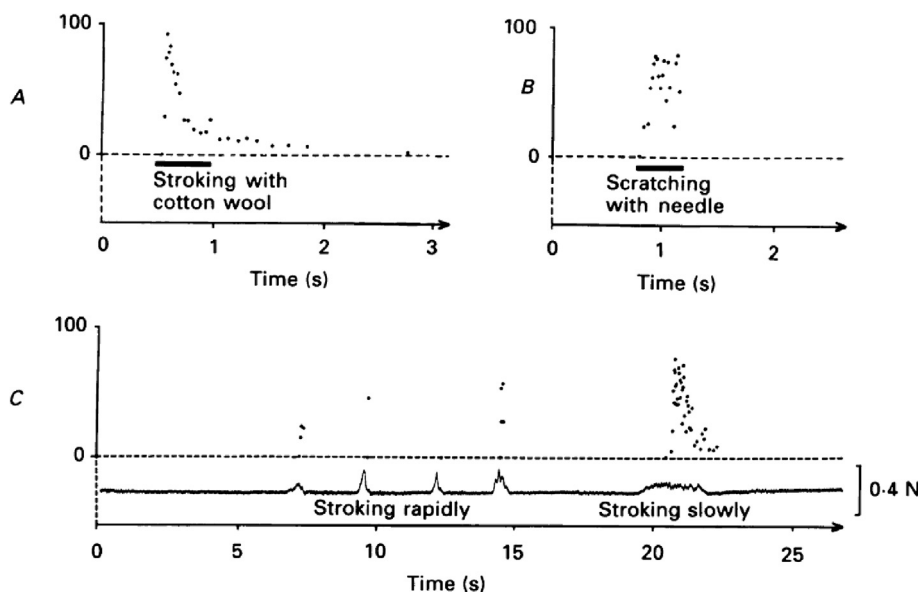 100
A
0
Stroking with
cotton wool
0 1 2 3
Time (s)
100
B
0
Scratching
with needle
0 1 2
Time (s)
100
C
0
0·4 N
Stroking rapidly Stroking slowly
0 5 10 15 20 25
Time (s)